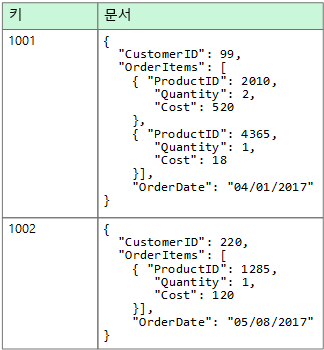 키 문서
1001 {
"CustomerID": 99,
"OrderItems": [
{ "ProductID": 2010,
"Quantity": 2,
"Cost": 520
},
{ "ProductID": 4365,
"Quantity": 1,
"Cost": 18
}],
"OrderDate": "04/01/2017"
}
1002 {
"CustomerID": 220,
"OrderItems": [
{ "ProductID": 1285,
"Quantity": 1,
"Cost": 120
}],
"OrderDate": "05/08/2017"
}